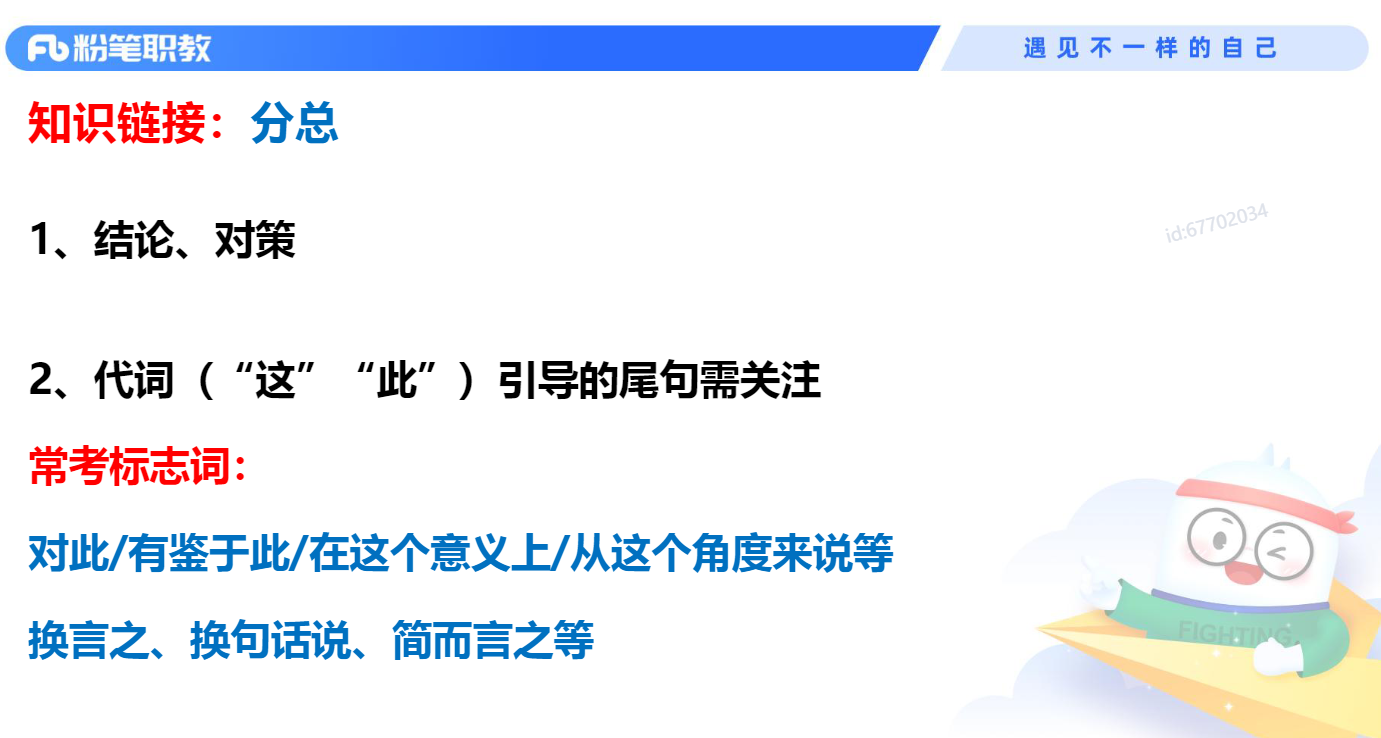 粉笔职教
遇见不一样的自己
知识链接：分总
id:67702034
1、结论、对策
2、代词（“这”“此”）引导的尾句需关注
常考标志词：
对此/有鉴于此/在这个意义上/从这个角度来说等
换言之、换句话说、简而言之等
FIGHTING